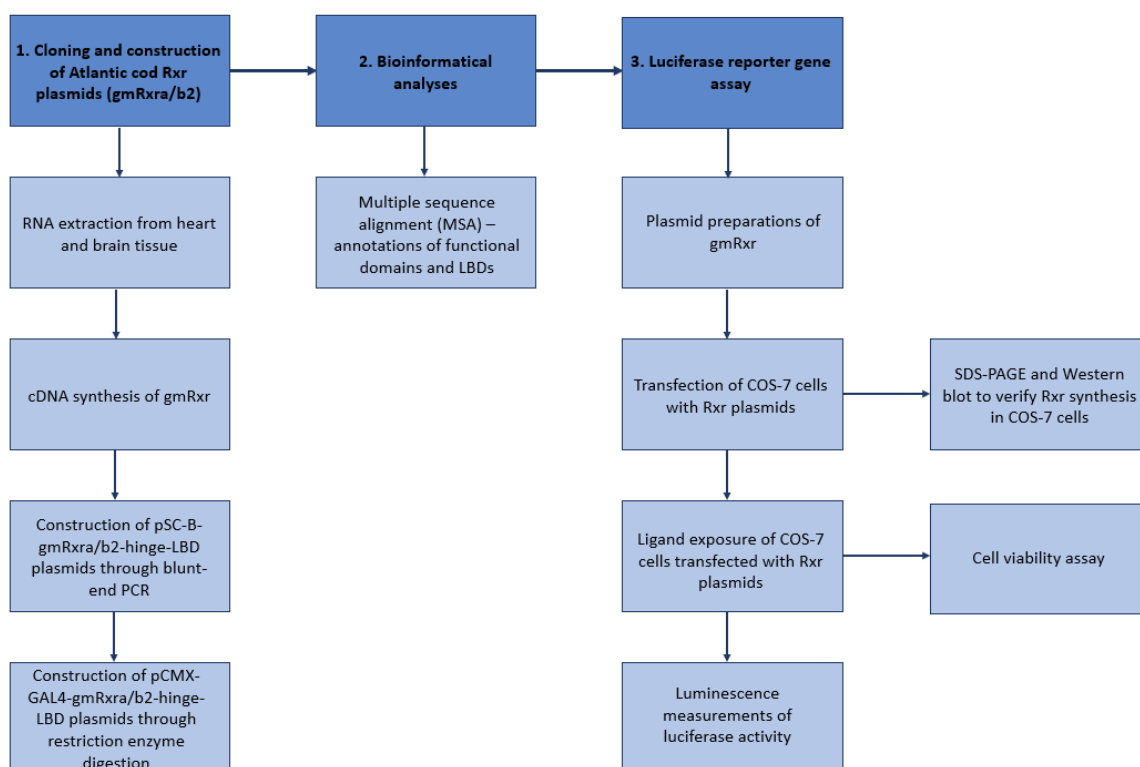 1. Cloning and construction
of Atlantic cod Rxr
plasmids (gmRxra/b2)
2. Bioinformatical
analyses
3. Luciferase reporter gene
assay
RNA extraction from heart
and brain tissue
Multiple sequence
alignment (MSA) –
annotations of functional
domains and LBDs
Plasmid preparations of
gmRxr
cDNA synthesis of gmRxr
Transfection of COS-7 cells
with Rxr plasmids
SDS-PAGE and Western
blot to verify Rxr synthesis
in COS-7 cells
Construction of pSC-B-
gmRxra/b2-hinge-LBD
plasmids through blunt-
end PCR
Ligand exposure of COS-7
cells transfected with Rxr
plasmids
Cell viability assay
Construction of pCMX-
GAL4-gmRxra/b2-hinge-
LBD plasmids through
restriction enzyme
digestion
Luminescence
measurements of
luciferase activity